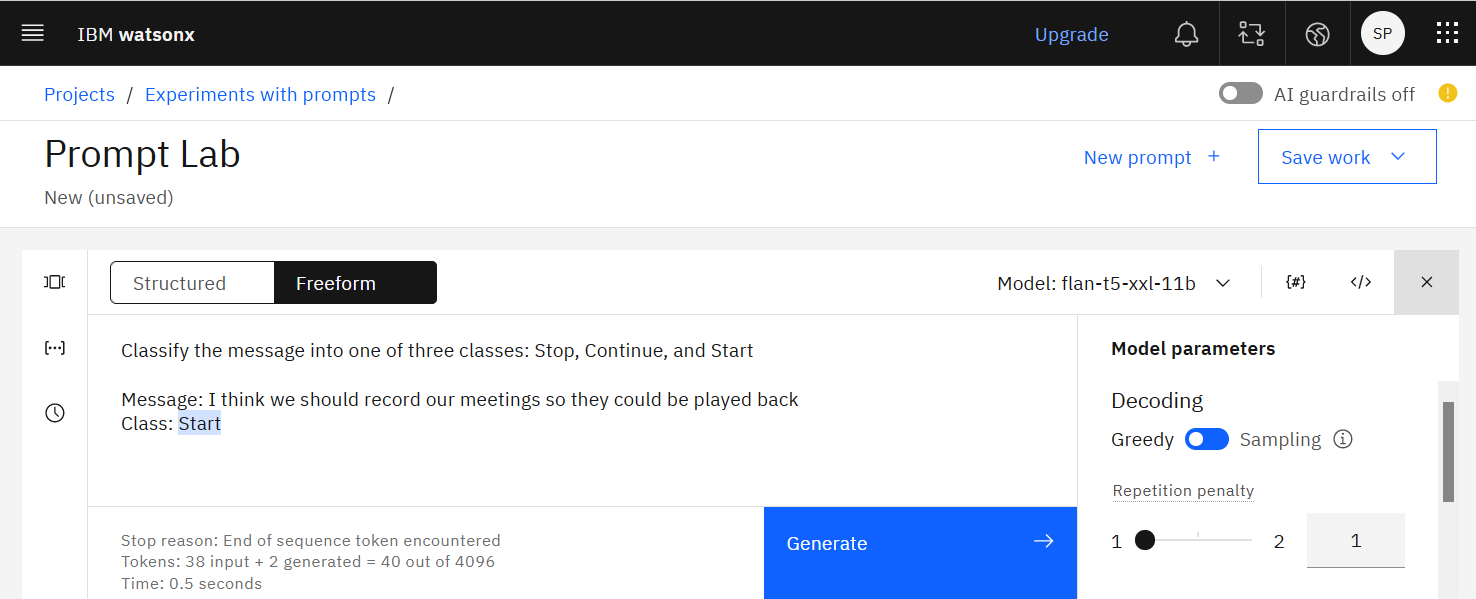 IBM watsonx Upgrade SP
Projects / Experiments with prompts / AI guardrails off
Prompt Lab
New prompt + Save work
New (unsaved)
Structured Freeform Model: flan-t5-xxl-11b {#} </>
Classify the message into one of three classes: Stop, Continue, and Start
Message: I think we should record our meetings so they could be played back
Class: Start
Model parameters
Decoding
Greedy Sampling
Repetition penalty
1 2 1
Stop reason: End of sequence token encountered
Tokens: 38 input + 2 generated = 40 out of 4096
Time: 0.5 seconds
Generate